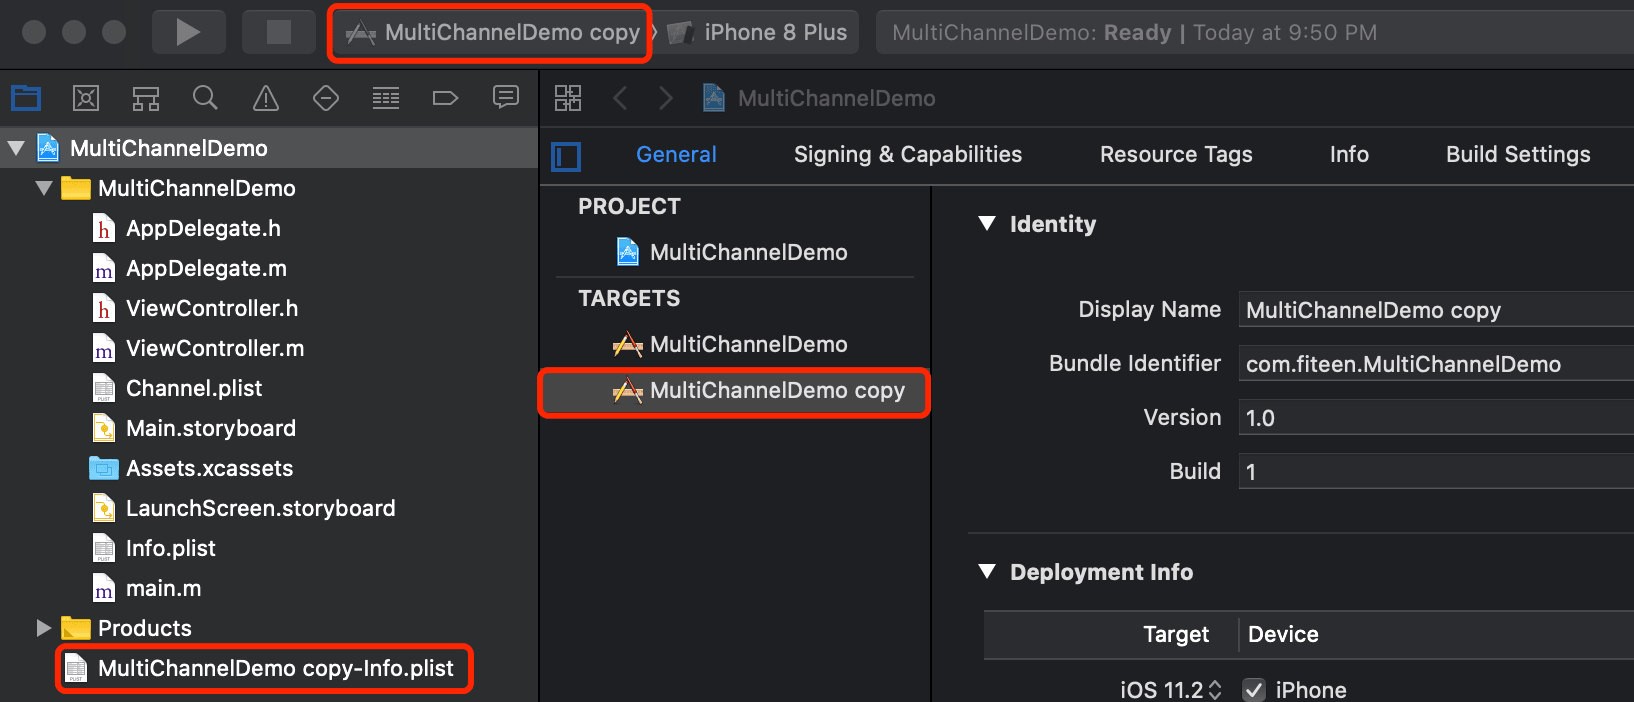 MultiChannelDemo copy
iPhone 8 Plus
MultiChannelDemo: Ready | Today at 9:50 PM
MultiChannelDemo
General
Signing & Capabilities
Resource Tags
Info
Build Settings
MultiChannelDemo
MultiChannelDemo
h AppDelegate.h
m AppDelegate.m
h ViewController.h
m ViewController.m
PLIST Channel.plist
Main.storyboard
Assets.xcassets
LaunchScreen.storyboard
PLIST Info.plist
m main.m
Products
PLIST MultiChannelDemo copy-Info.plist
PROJECT
MultiChannelDemo
TARGETS
MultiChannelDemo
MultiChannelDemo copy
Identity
Display Name MultiChannelDemo copy
Bundle Identifier com.fiteen.MultiChannelDemo
Version 1.0
Build 1
Deployment Info
Target Device
iOS 11.2 iPhone